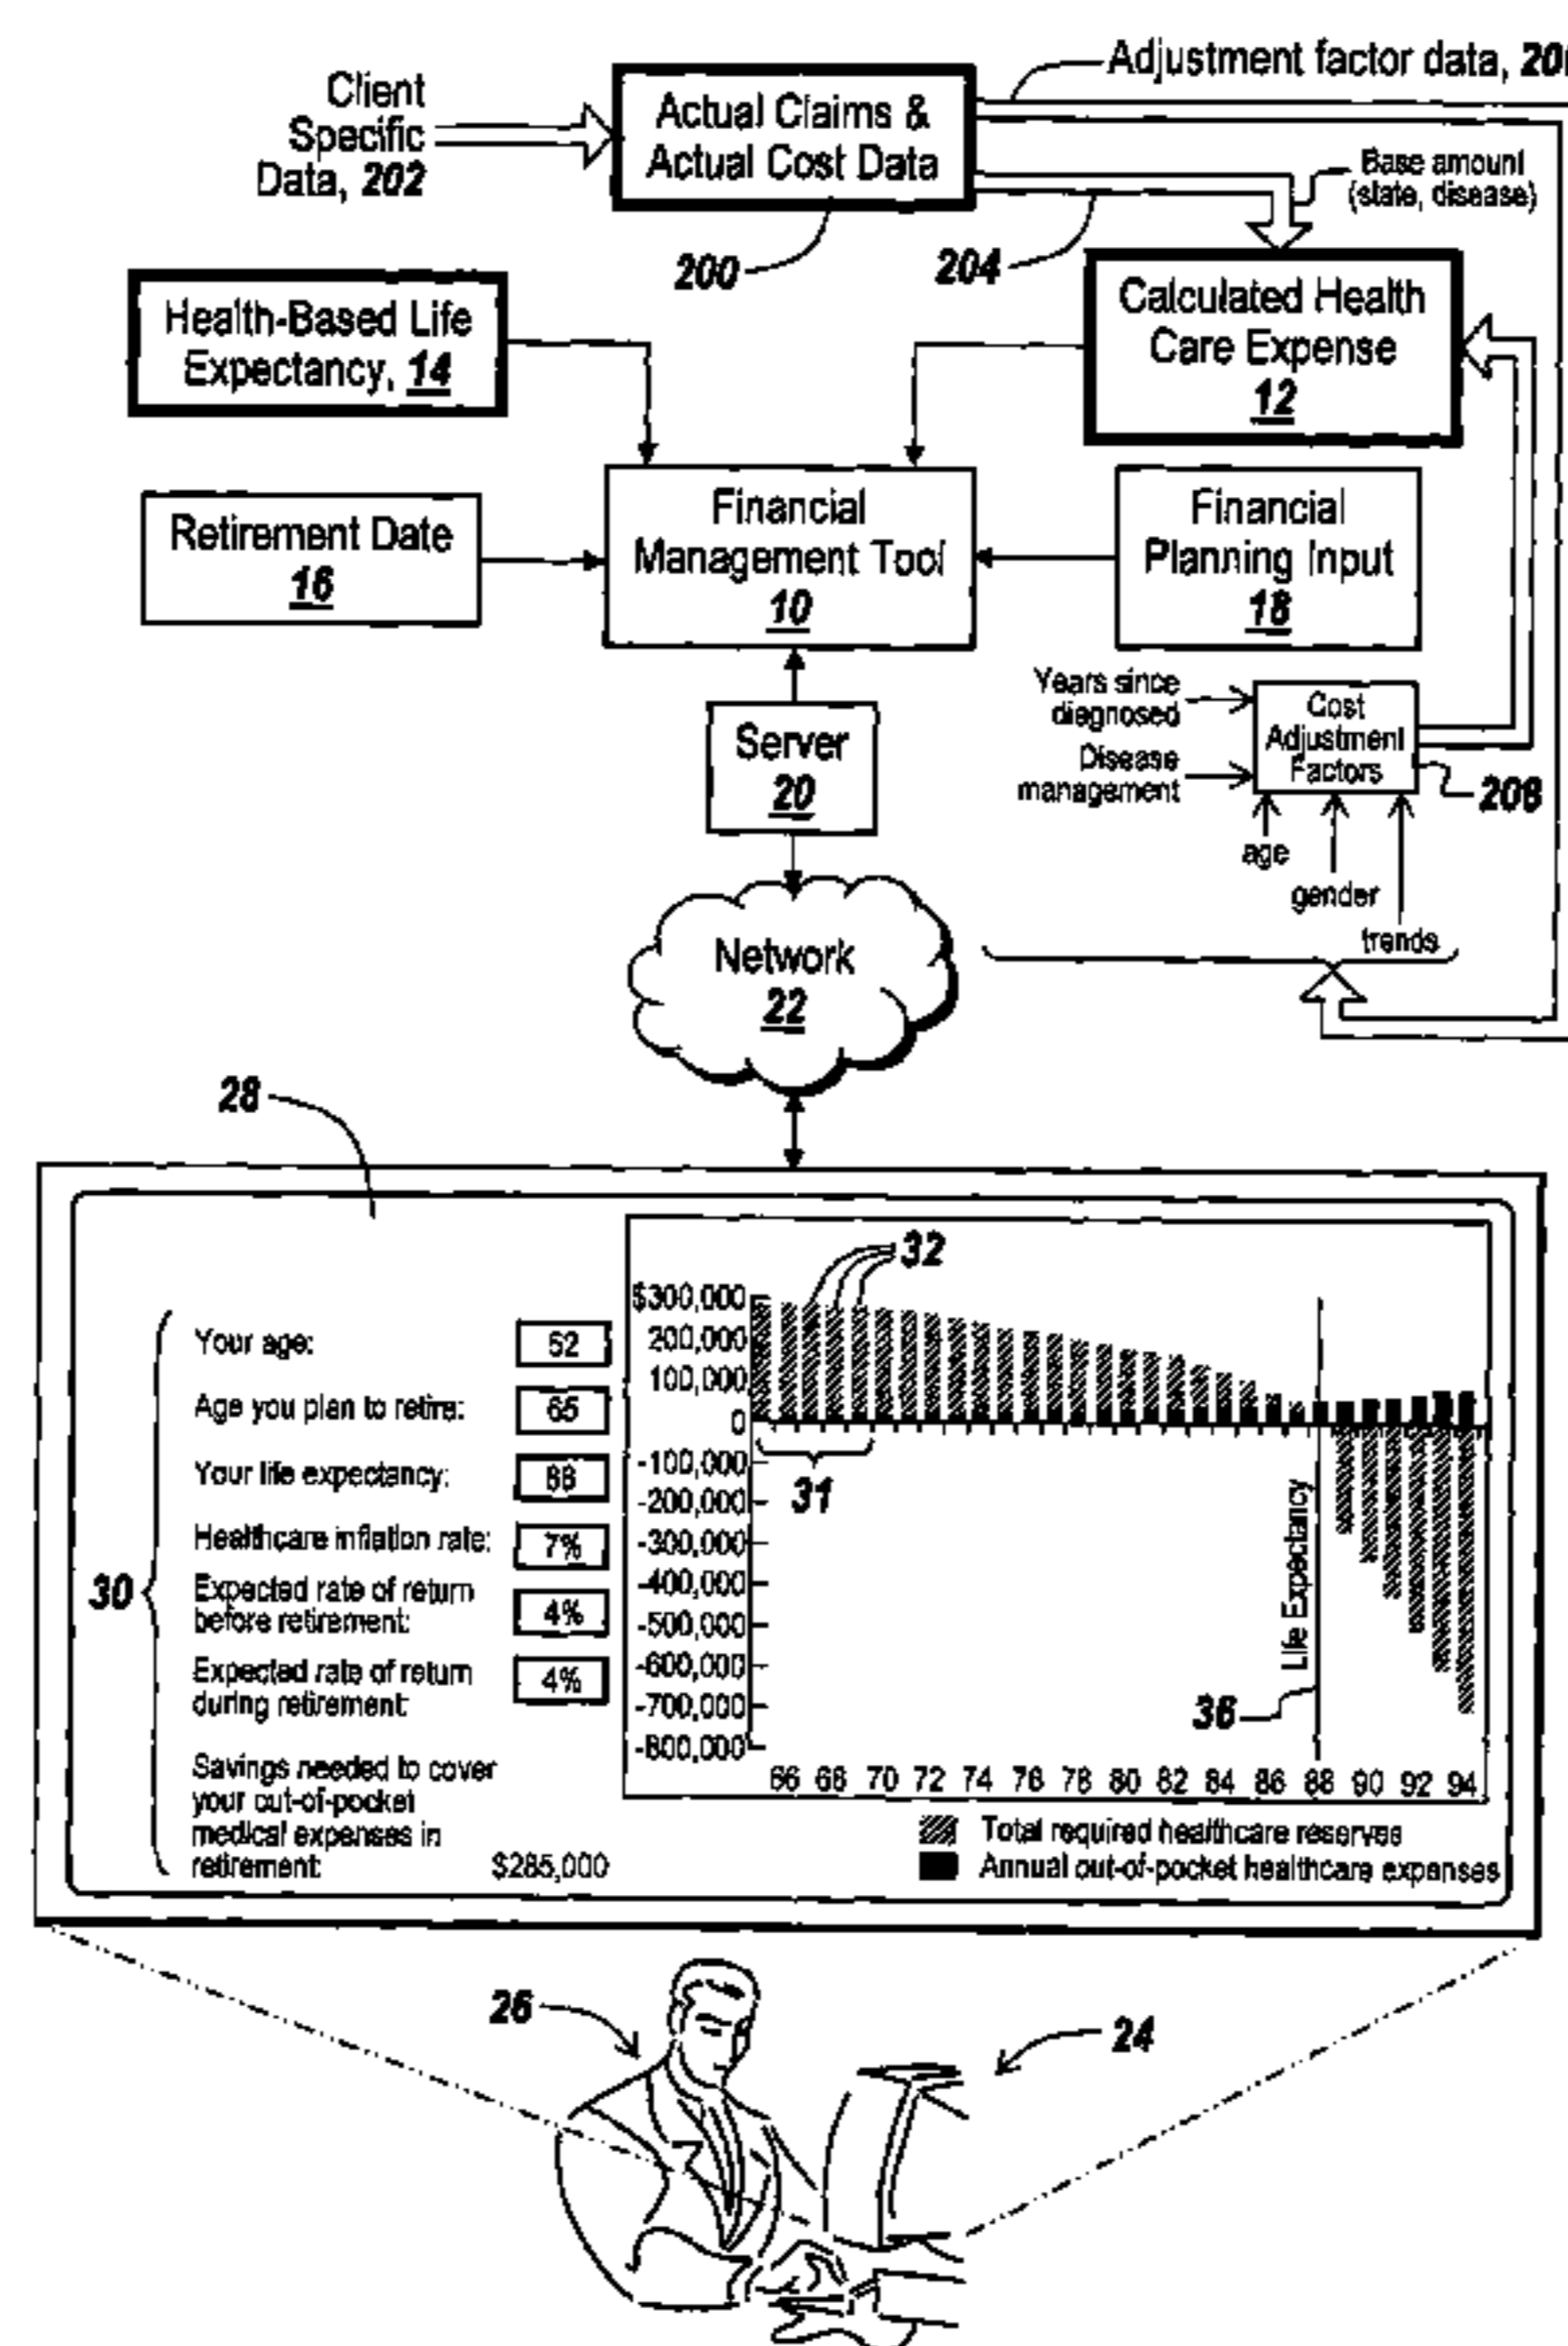 Client
Specific
Data, 202
Actual Claims &
Actual Cost Data
Adjustment factor data,
Base amount
(state, disease)
200
204
Health-Based Life
Expectancy, 14
Calculated Health
Care Expense
12
Retirement Date
16
Financial
Management Tool
10
Financial
Planning Input
18
Years since
diagnosed
Disease
management
Cost
Adjustment
Factors
208
age
gender
trends
Server
20
Network
22
28
30
Your age:
Age you plan to retire:
65
Your life expectancy:
88
Healthcare inflation rate:
7%
Expected rate of return
before retirement:
4%
Expected rate of return
during retirement:
4%
Savings needed to cover
your out-of-pocket
medical expenses in
retirement:
$285,000
32
$300,000
200,000
100,000
0
-100,000
-200,000
-300,000
-400,000
-500,000
-600,000
-700,000
-800,000
31
Life Expectancy
36
66 68 70 72 74 76 78 80 82 84 86 88 90 92 94
Total required healthcare reserves
Annual out-of-pocket healthcare expenses
26
24